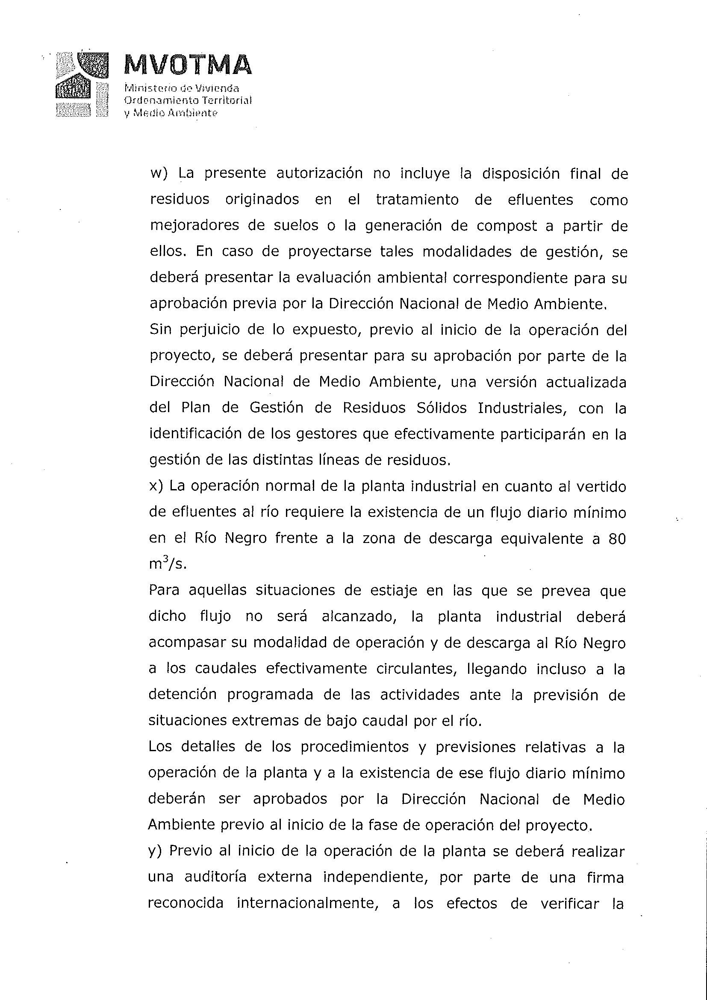 MVOTMA
Ministerio de Vivienda
Ordenamiento Territorial
y Medio Ambiente
w) La presente autorización no incluye la disposición final de
residuos originados en el tratamiento de efluentes como
mejoradores de suelos o la generación de compost a partir de
ellos. En caso de proyectarse tales modalidades de gestión, se
deberá presentar la evaluación ambiental correspondiente para su
aprobación previa por la Dirección Nacional de Medio Ambiente.
Sin perjuicio de lo expuesto, previo al inicio de la operación del
proyecto, se deberá presentar para su aprobación por parte de la
Dirección Nacional de Medio Ambiente, una versión actualizada
del Plan de Gestión de Residuos Sólidos Industriales, con la
identificación de los gestores que efectivamente participarán en la
gestión de las distintas líneas de residuos.
x) La operación normal de la planta industrial en cuanto al vertido
de efluentes al río requiere la existencia de un flujo diario mínimo
en el Río Negro frente a la zona de descarga equivalente a 80
m³/s.
Para aquellas situaciones de estiaje en las que se prevea que
dicho flujo no será alcanzado, la planta industrial deberá
acompasar su modalidad de operación y de descarga al Río Negro
a los caudales efectivamente circulantes, llegando incluso a la
detención programada de las actividades ante la previsión de
situaciones extremas de bajo caudal por el río.
Los detalles de los procedimientos y previsiones relativas a la
operación de la planta y a la existencia de ese flujo diario mínimo
deberán ser aprobados por la Dirección Nacional de Medio
Ambiente previo al inicio de la fase de operación del proyecto.
y) Previo al inicio de la operación de la planta se deberá realizar
una auditoría externa independiente, por parte de una firma
reconocida internacionalmente, a los efectos de verificar la